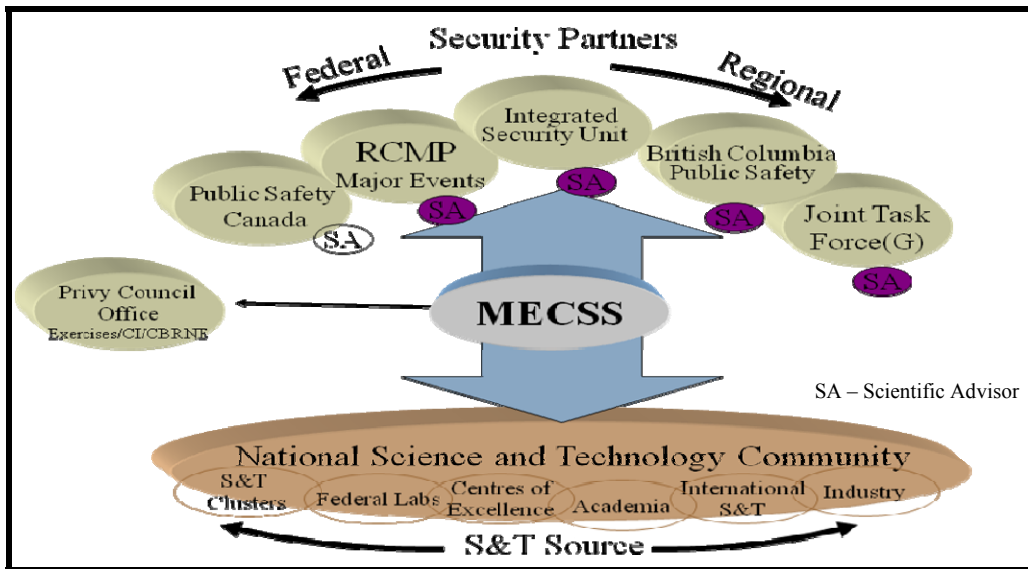 Security Partners
Federal
Regional
Integrated
Security Unit
RCMP
Major Events
British Columbia
Public Safety
Public Safety
Canada
Joint Task
Force(G)
SA
SA
SA
SA
SA
Privy Council
Office
Exercises/CI/CBRNE
MECSS
SA – Scientific Advisor
National Science and Technology Community
S&T
Clusters
Federal Labs
Centres of
Excellence
Academia
International
S&T
Industry
S&T Source